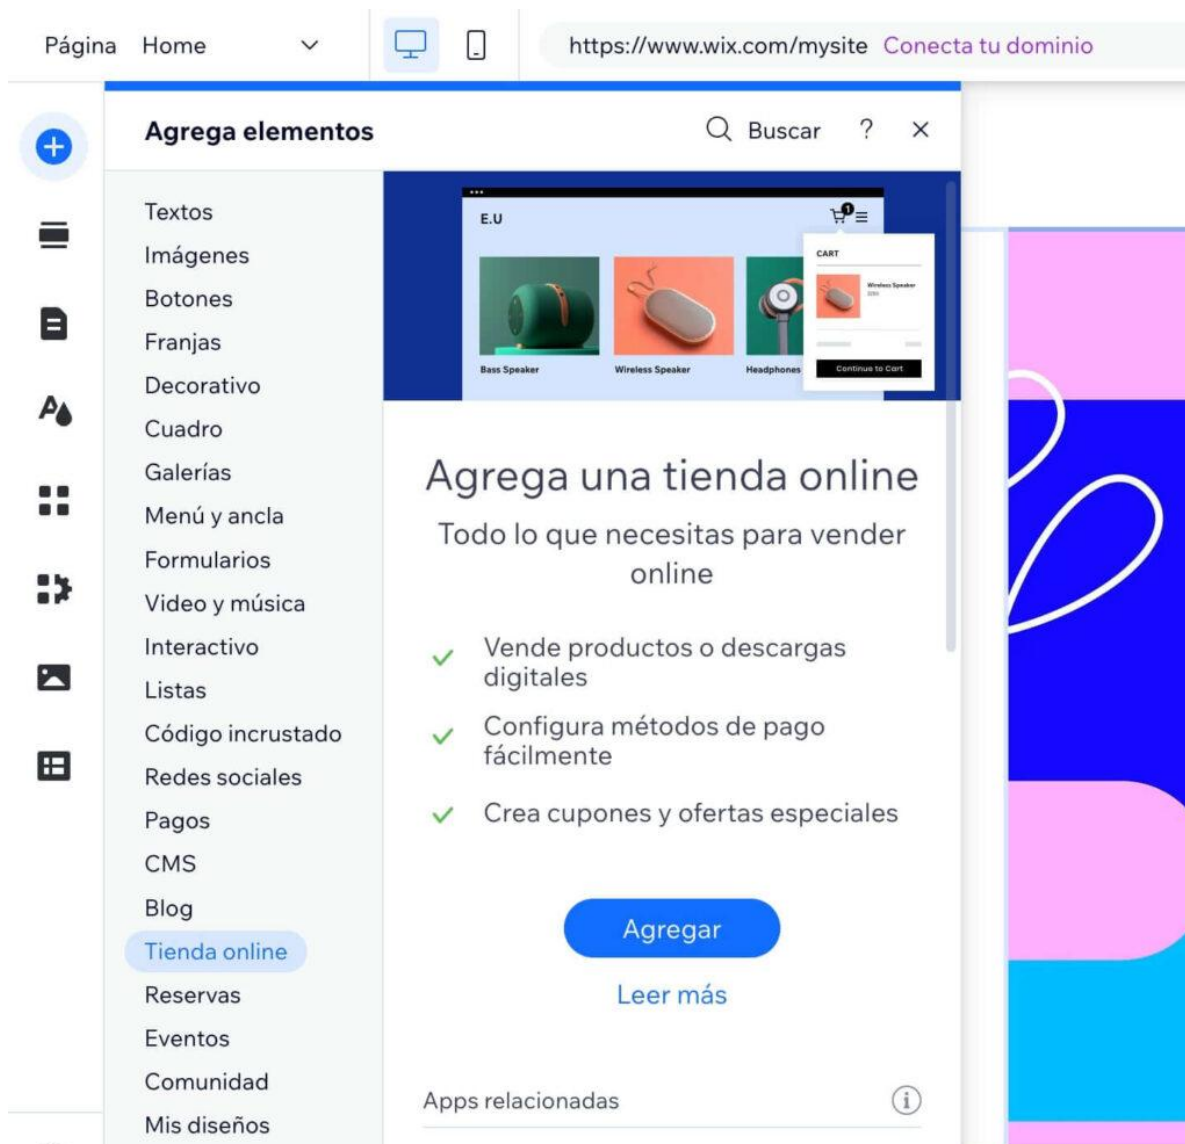 Página Home
https://www.wix.com/mysite Conecta tu dominio
Agrega elementos
Buscar ?
Textos
Imágenes
Botones
Franjas
Decorativo
Cuadro
Galerías
Menú y ancla
Formularios
Video y música
Interactivo
Listas
Código incrustado
Redes sociales
Pagos
CMS
Blog
Tienda online
Reservas
Eventos
Comunidad
Mis diseños
E.U
1
CART
Wireless Speaker
Continue to Cart
Bass Speaker
Wireless Speaker
Headphones
Agrega una tienda online
Todo lo que necesitas para vender
online
Vende productos o descargas
digitales
Configura métodos de pago
fácilmente
Crea cupones y ofertas especiales
Agregar
Leer más
Apps relacionadas